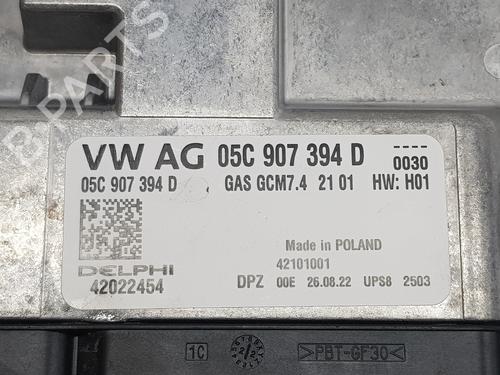 VW AG 05C 907 394 D
----
0030
05C 907 394 D GAS GCM7.4 21 01 HW: H01
Made in POLAND
DELPHI 42101001
42022454 DPZ 00E 26.08.22 UPS8 2503
1C >PBT-GF30<
B-PARTS